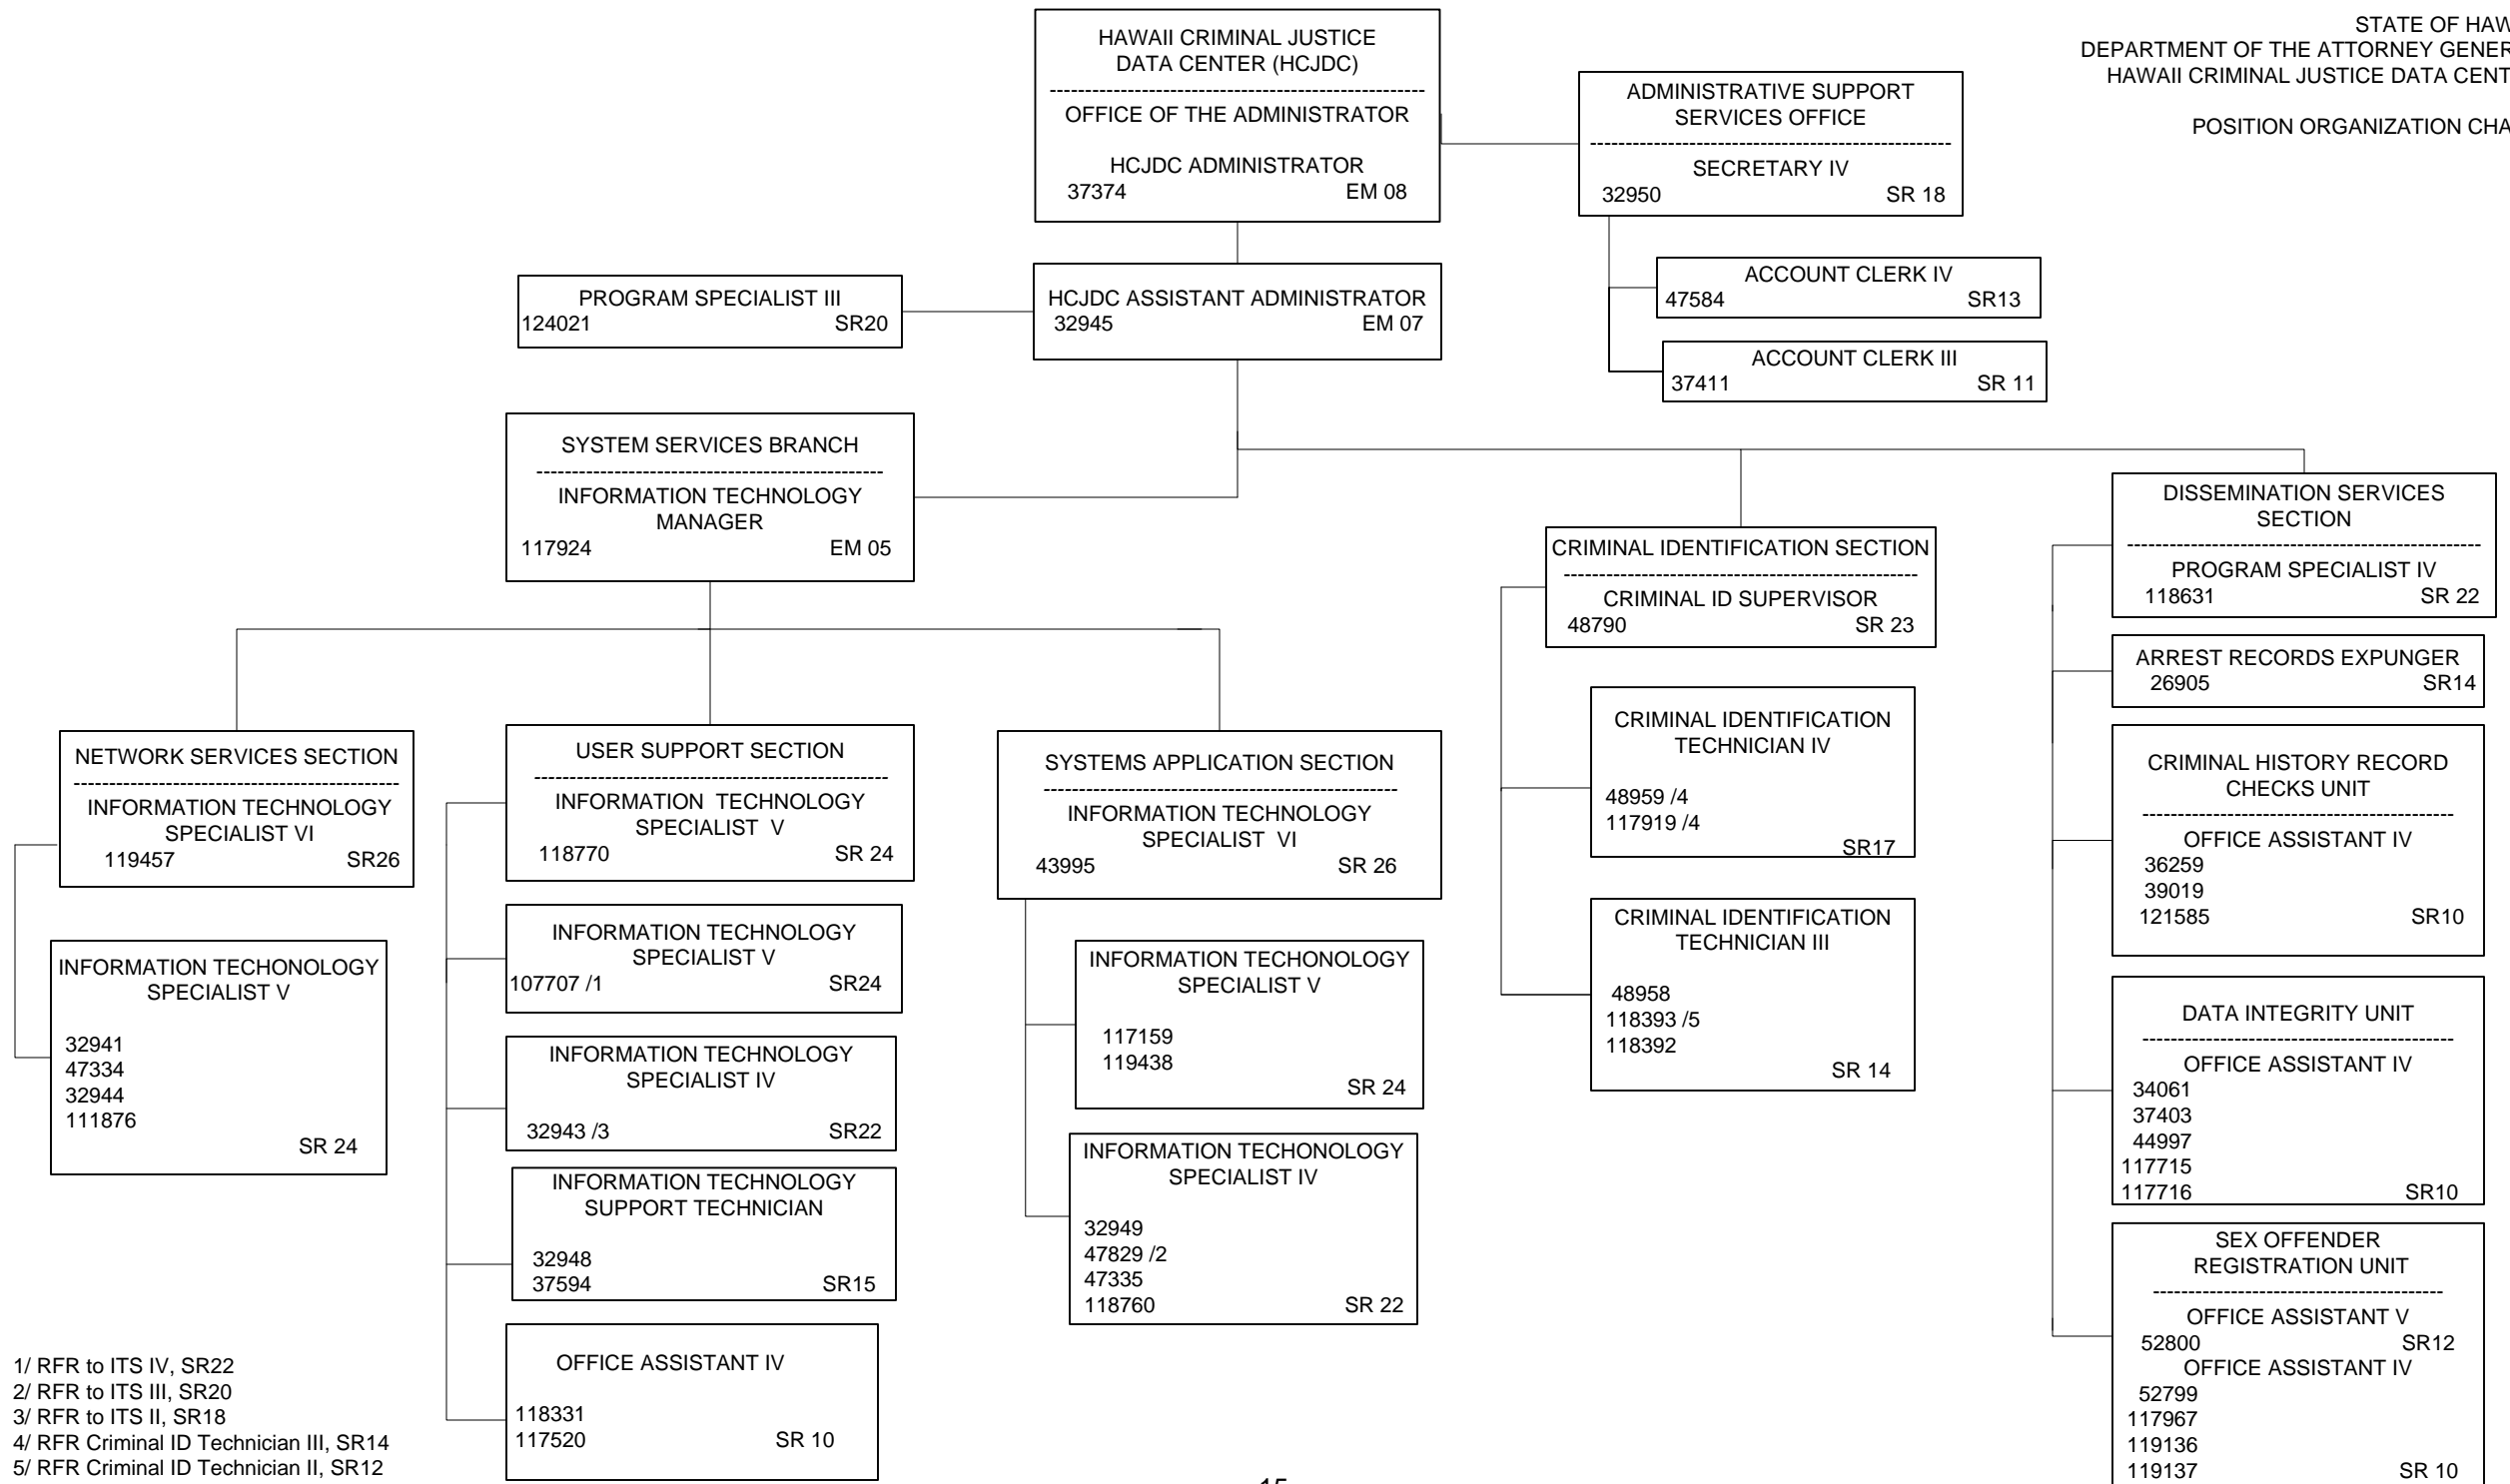 STATE OF HAW
DEPARTMENT OF THE ATTORNEY GENER
HAWAII CRIMINAL JUSTICE DATA CENT
POSITION ORGANIZATION CHA
HAWAII CRIMINAL JUSTICE
DATA CENTER (HCJDC)
OFFICE OF THE ADMINISTRATOR
HCJDC ADMINISTRATOR
37374 EM 08
ADMINISTRATIVE SUPPORT
SERVICES OFFICE
SECRETARY IV
32950 SR 18
ACCOUNT CLERK IV
47584 SR13
ACCOUNT CLERK III
37411 SR 11
PROGRAM SPECIALIST III
124021 SR20
HCJDC ASSISTANT ADMINISTRATOR
32945 EM 07
SYSTEM SERVICES BRANCH
INFORMATION TECHNOLOGY
MANAGER
117924 EM 05
NETWORK SERVICES SECTION
INFORMATION TECHNOLOGY
SPECIALIST VI
119457 SR26
INFORMATION TECHONOLOGY
SPECIALIST V
32941
47334
32944
111876
SR 24
USER SUPPORT SECTION
INFORMATION TECHNOLOGY
SPECIALIST V
118770 SR 24
INFORMATION TECHNOLOGY
SPECIALIST V
107707 /1 SR24
INFORMATION TECHNOLOGY
SPECIALIST IV
32943 /3 SR22
INFORMATION TECHNOLOGY
SUPPORT TECHNICIAN
32948
37594 SR15
OFFICE ASSISTANT IV
118331
117520 SR 10
SYSTEMS APPLICATION SECTION
INFORMATION TECHNOLOGY
SPECIALIST VI
43995 SR 26
INFORMATION TECHONOLOGY
SPECIALIST V
117159
119438
SR 24
INFORMATION TECHONOLOGY
SPECIALIST IV
32949
47829 /2
47335
118760 SR 22
CRIMINAL IDENTIFICATION SECTION
CRIMINAL ID SUPERVISOR
48790 SR 23
CRIMINAL IDENTIFICATION
TECHNICIAN IV
48959 /4
117919 /4
SR17
CRIMINAL IDENTIFICATION
TECHNICIAN III
48958
118393 /5
118392
SR 14
DISSEMINATION SERVICES
SECTION
PROGRAM SPECIALIST IV
118631 SR 22
ARREST RECORDS EXPUNGER
26905 SR14
CRIMINAL HISTORY RECORD
CHECKS UNIT
OFFICE ASSISTANT IV
36259
39019
121585 SR10
DATA INTEGRITY UNIT
OFFICE ASSISTANT IV
34061
37403
44997
117715
117716 SR10
SEX OFFENDER
REGISTRATION UNIT
OFFICE ASSISTANT V
52800 SR12
OFFICE ASSISTANT IV
52799
117967
119136
119137 SR 10
1/ RFR to ITS IV, SR22
2/ RFR to ITS III, SR20
3/ RFR to ITS II, SR18
4/ RFR Criminal ID Technician III, SR14
5/ RFR Criminal ID Technician II, SR12